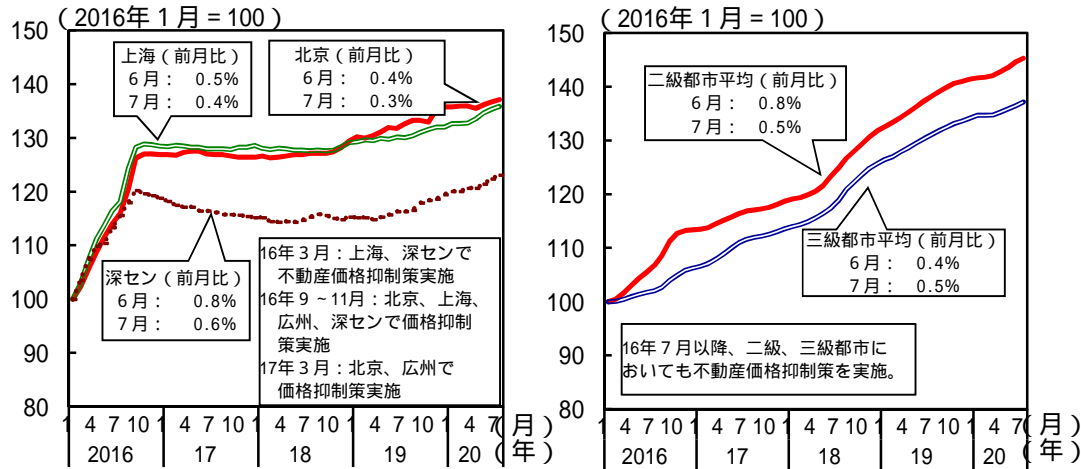 （2016年１月＝100）
150
140
130
120
110
100
90
80
上海（前月比）
６月：　0.5%
７月：　0.4%
北京（前月比）
６月：　0.4%
７月：　0.3%
深セン（前月比）
６月：　0.8%
７月：　0.6%
16年３月：上海、深センで
不動産価格抑制策実施
16年９～11月：北京、上海、
広州、深センで価格抑制
策実施
17年３月：北京、広州で
価格抑制策実施
1 4 7 10 1 4 7 10 1 4 7 10 1 4 7 10 1 4 7（月）
2016 17 18 19 20（年）
（2016年１月＝100）
150
140
130
120
110
100
90
80
二級都市平均（前月比）
６月：　0.8%
７月：　0.5%
三級都市平均（前月比）
６月：　0.4%
７月：　0.5%
16年７月以降、二級、三級都市に
おいても不動産価格抑制策を実施。
1 4 7 10 1 4 7 10 1 4 7 10 1 4 7 10 1 4 7（月）
2016 17 18 19 20（年）